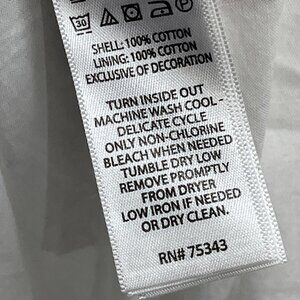 30
SHELL: 100% COTTON
LINING: 100% COTTON
EXCLUSIVE OF DECORATION
TURN INSIDE OUT
MACHINE WASH COOL -
DELICATE CYCLE
ONLY NON-CHLORINE
BLEACH WHEN NEEDED
TUMBLE DRY LOW
REMOVE PROMPTLY
FROM DRYER
LOW IRON IF NEEDED
OR DRY CLEAN.
RN# 75343